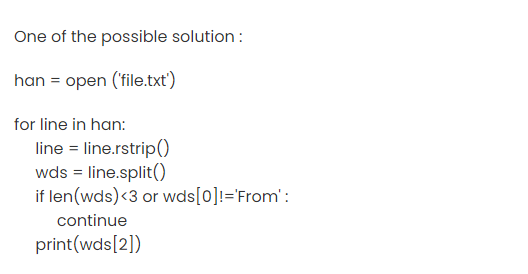 One of the possible solution :
han = open ('file.txt')
for line in han:
line = line.rstrip()
wds = line.split()
if len(wds)<3 or wds[0]!='From' :
continue
print(wds[2])